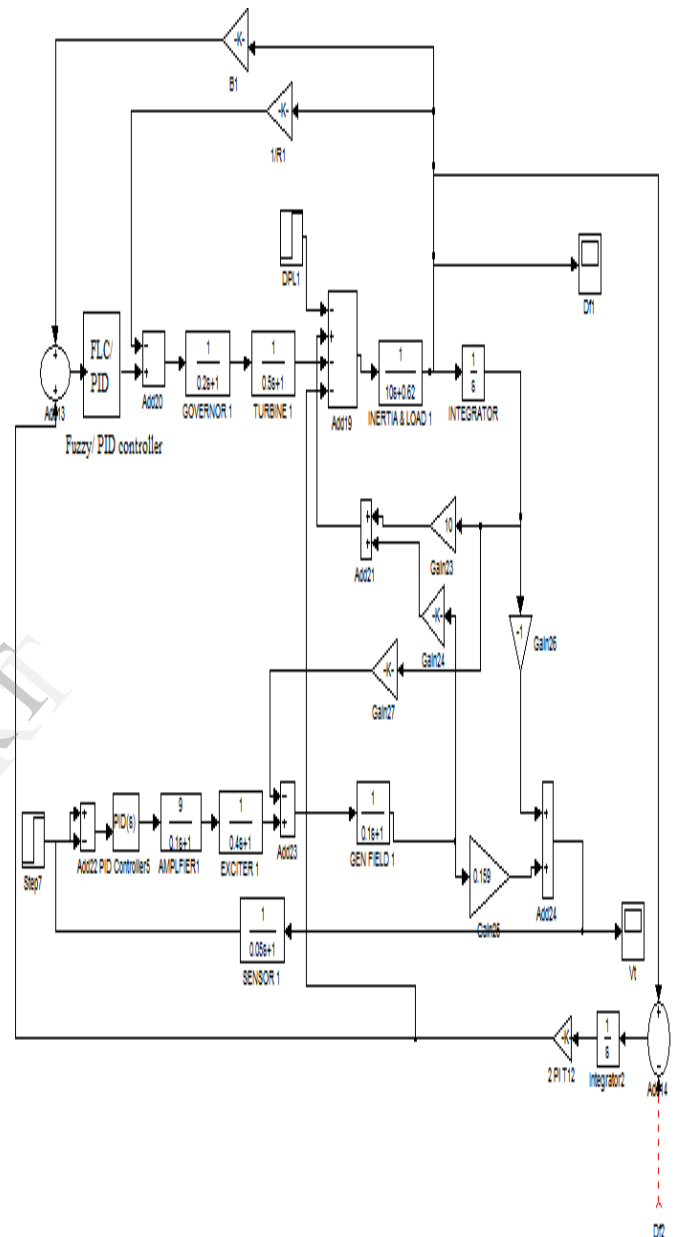 -K-
B1
-K-
1/R1
DPL1
Df1
FLC/
PID
Add13
Fuzzy/ PID controller
-
+
Add20
1
0.2s+1
GOVERNOR 1
1
0.5s+1
TURBINE 1
-
+
-
-
Add19
1
10s+0.62
INERTIA & LOAD 1
1
s
INTEGRATOR
+
+
Add21
10
Gain23
-K-
Gain24
-1
Gain26
-K-
Gain27
Step7
+
-
Add22
PID(s)
PID Controller5
9
0.1s+1
AMPLFIER1
1
0.4s+1
EXCITER 1
-
+
Add23
1
0.1s+1
GEN FIELD 1
0.159
Gain25
+
+
Add24
1
0.05s+1
SENSOR 1
Vt
-K-
2 PI T12
1
s
Integrator2
+
-
Add14
Df2